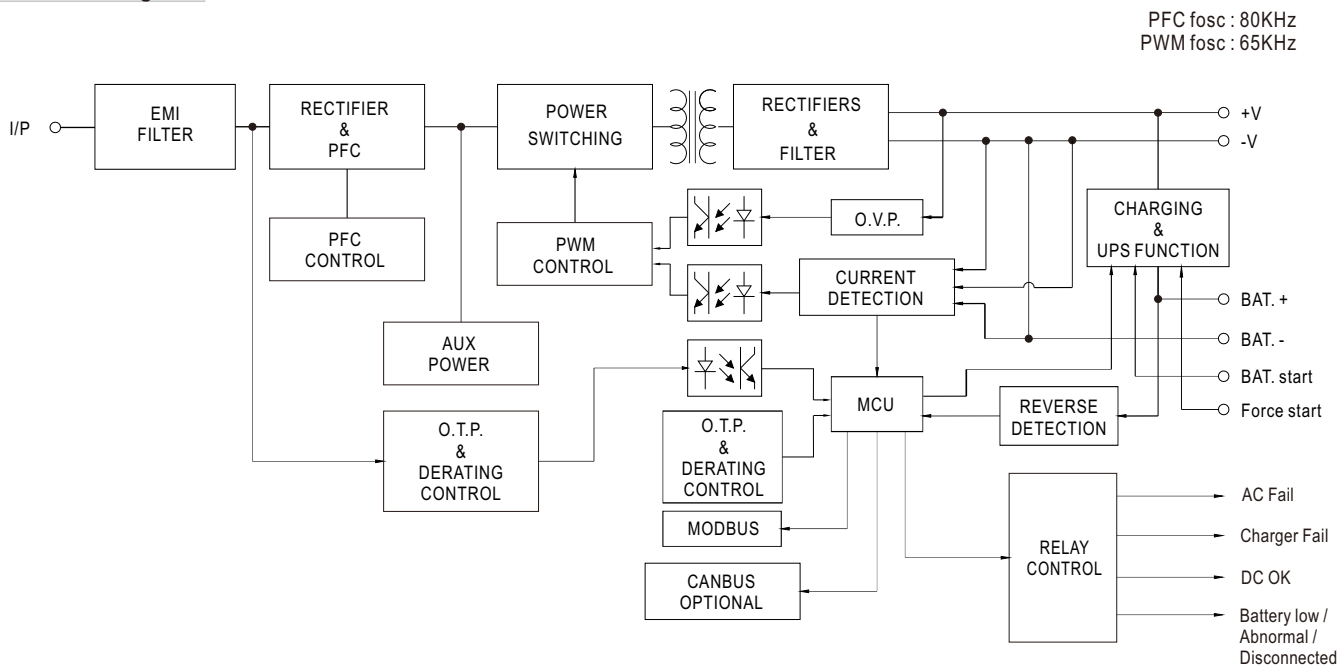 PFC fosc : 80KHz
PWM fosc : 65KHz
I/P
EMI
FILTER
RECTIFIER
&
PFC
POWER
SWITCHING
RECTIFIERS
&
FILTER
+V
-V
PFC
CONTROL
PWM
CONTROL
O.V.P.
CHARGING
&
UPS FUNCTION
CURRENT
DETECTION
BAT. +
BAT. -
BAT. start
Force start
AUX
POWER
MCU
REVERSE
DETECTION
O.T.P.
&
DERATING
CONTROL
O.T.P.
&
DERATING
CONTROL
MODBUS
CANBUS
OPTIONAL
RELAY
CONTROL
AC Fail
Charger Fail
DC OK
Battery low /
Abnormal /
Disconnected